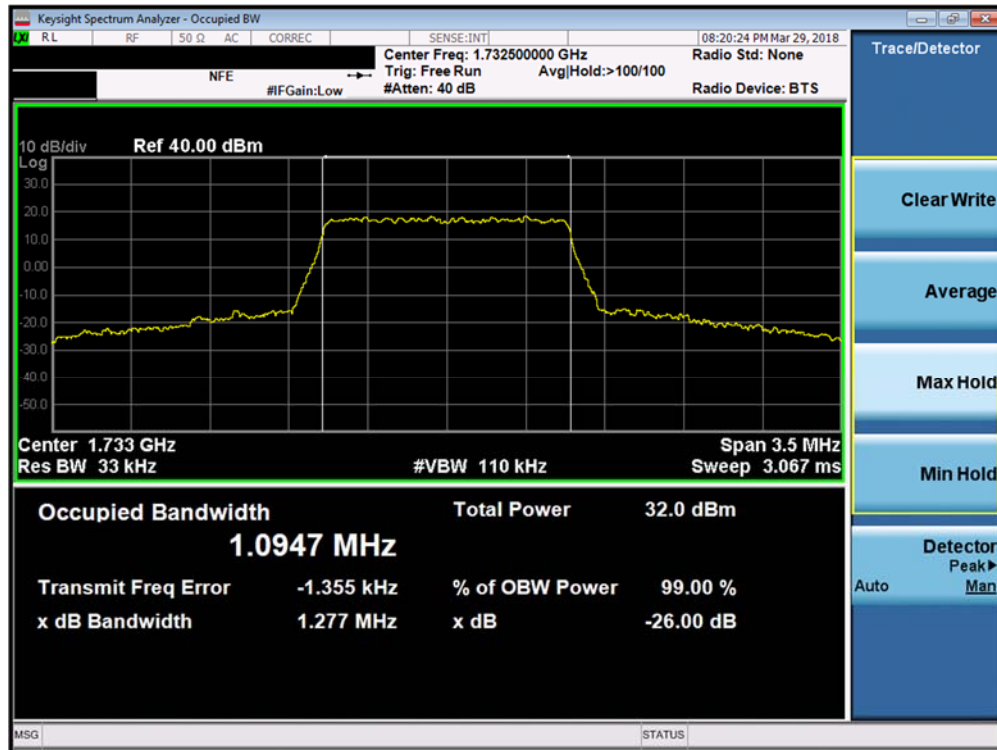 Keysight Spectrum Analyzer - Occupied BW
LXI RL RF 50 Ω AC CORREC SENSE:INT 08:20:24 PM Mar 29, 2018
Center Freq: 1.732500000 GHz Radio Std: None
NFE Trig: Free Run Avg|Hold:>100/100
#IFGain:Low #Atten: 40 dB Radio Device: BTS
10 dB/div Ref 40.00 dBm
Log
30.0
20.0
10.0
0.00
-10.0
-20.0
-30.0
-40.0
-50.0
Center 1.733 GHz Span 3.5 MHz
Res BW 33 kHz #VBW 110 kHz Sweep 3.067 ms
Occupied Bandwidth Total Power 32.0 dBm
1.0947 MHz
Transmit Freq Error -1.355 kHz % of OBW Power 99.00 %
x dB Bandwidth 1.277 MHz x dB -26.00 dB
MSG STATUS
Trace/Detector
Clear Write
Average
Max Hold
Min Hold
Detector
Peak▶
Auto Man